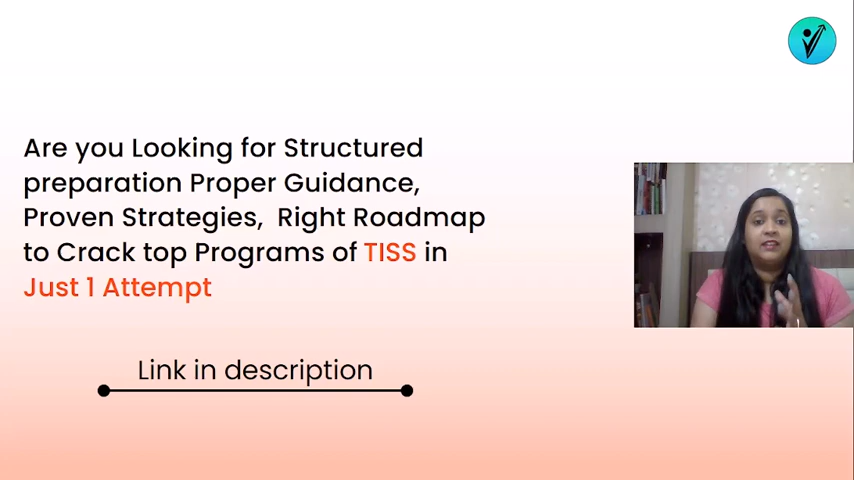 Are you Looking for Structured
preparation Proper Guidance,
Proven Strategies, Right Roadmap
to Crack top Programs of TISS in
Just 1 Attempt
Link in description